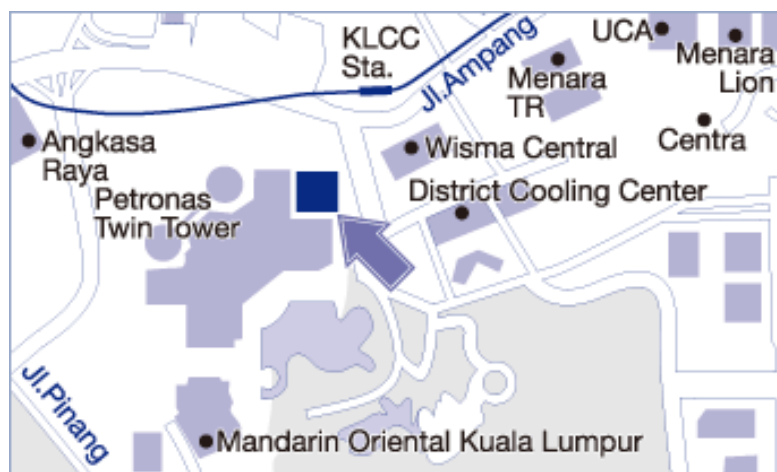 KLCC
Sta.
Jl.Ampang
UCA
Menara
Lion
Menara
TR
Angkasa
Raya
Wisma Central
Centra
Petronas
Twin Tower
District Cooling Center
Jl.Pinang
Mandarin Oriental Kuala Lumpur